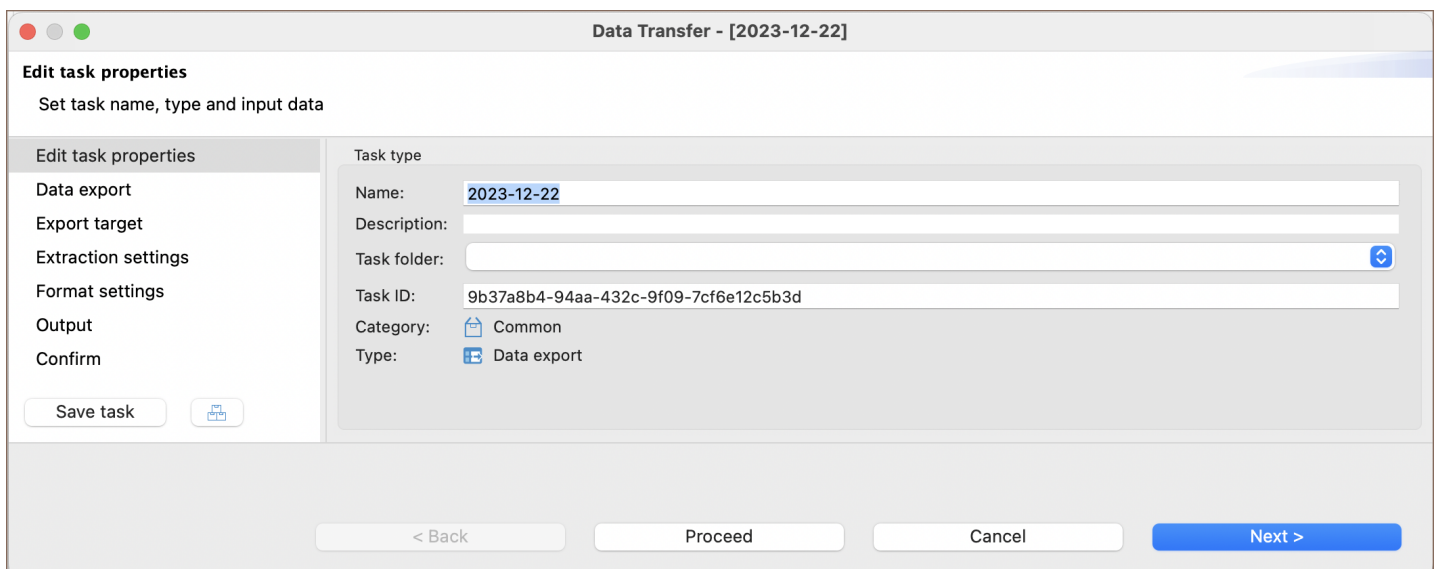 Data Transfer - [2023-12-22]
Edit task properties
Set task name, type and input data
Edit task properties
Data export
Export target
Extraction settings
Format settings
Output
Confirm
Save task
Task type
Name: 2023-12-22
Description:
Task folder:
Task ID: 9b37a8b4-94aa-432c-9f09-7cf6e12c5b3d
Category: Common
Type: Data export
< Back
Proceed
Cancel
Next >